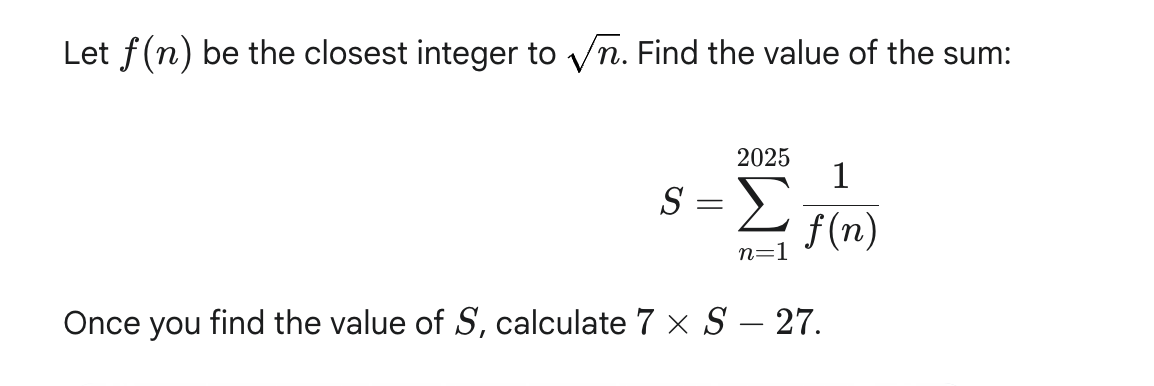 Let f(n) be the closest integer to √n. Find the value of the sum:
S = ∑_{n=1}^{2025} 1/f(n)
Once you find the value of S, calculate 7 × S − 27.